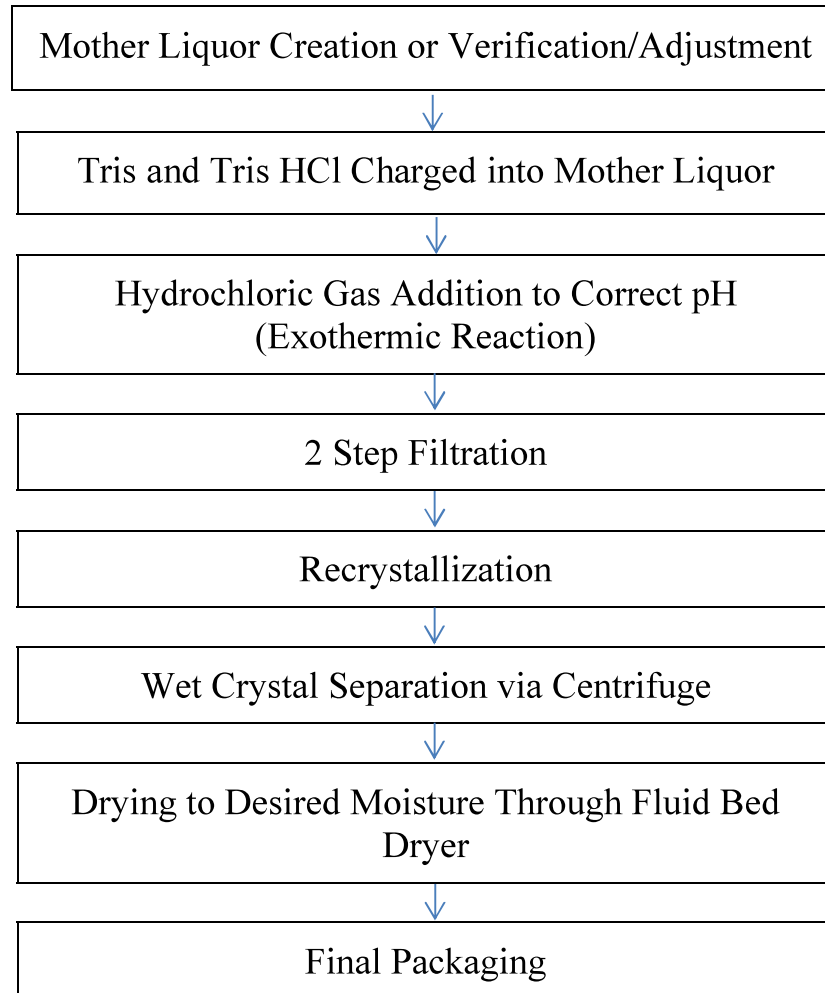 Mother Liquor Creation or Verification/Adjustment
Tris and Tris HCl Charged into Mother Liquor
Hydrochloric Gas Addition to Correct pH
(Exothermic Reaction)
2 Step Filtration
Recrystallization
Wet Crystal Separation via Centrifuge
Drying to Desired Moisture Through Fluid Bed
Dryer
Final Packaging